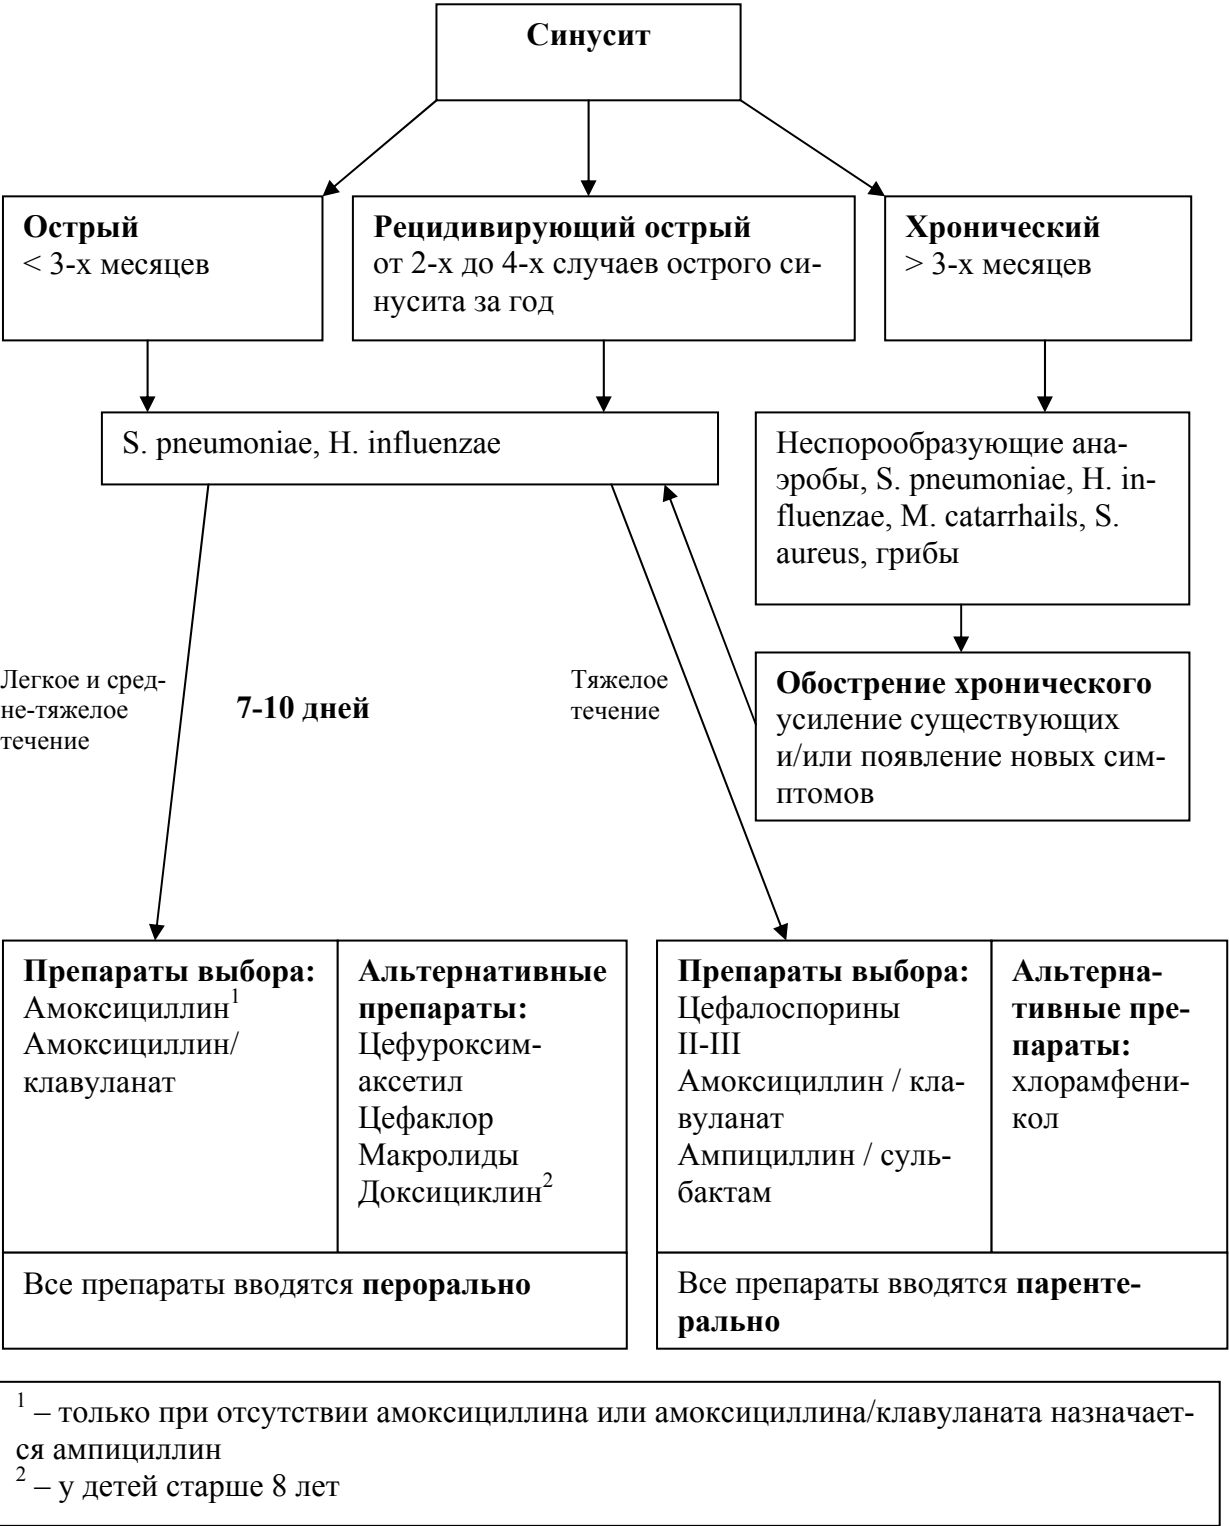 Синусит
Острый
< 3-х месяцев
Рецидивирующий острый
от 2-х до 4-х случаев острого си-
нусита за год
Хронический
> 3-х месяцев
S. pneumoniae, H. influenzae
Неспорообразующие ана-
эробы, S. pneumoniae, H. in-
fluenzae, M. catarrhails, S.
aureus, грибы
Легкое и сред-
не-тяжелое
течение
7-10 дней
Тяжелое
течение
Обострение хронического
усиление существующих
и/или появление новых сим-
птомов
Препараты выбора:
Амоксициллин¹
Амоксициллин/
клавуланат
Альтернативные
препараты:
Цефуроксим-
аксетил
Цефаклор
Макролиды
Доксициклин²
Все препараты вводятся перорально
Препараты выбора:
Цефалоспорины
II-III
Амоксициллин / кла-
вуланат
Ампициллин / суль-
бактам
Альтерна-
тивные пре-
параты:
хлорамфени-
кол
Все препараты вводятся паренте-
рально
¹ – только при отсутствии амоксициллина или амоксициллина/клавуланата назначает-
ся ампициллин
² – у детей старше 8 лет